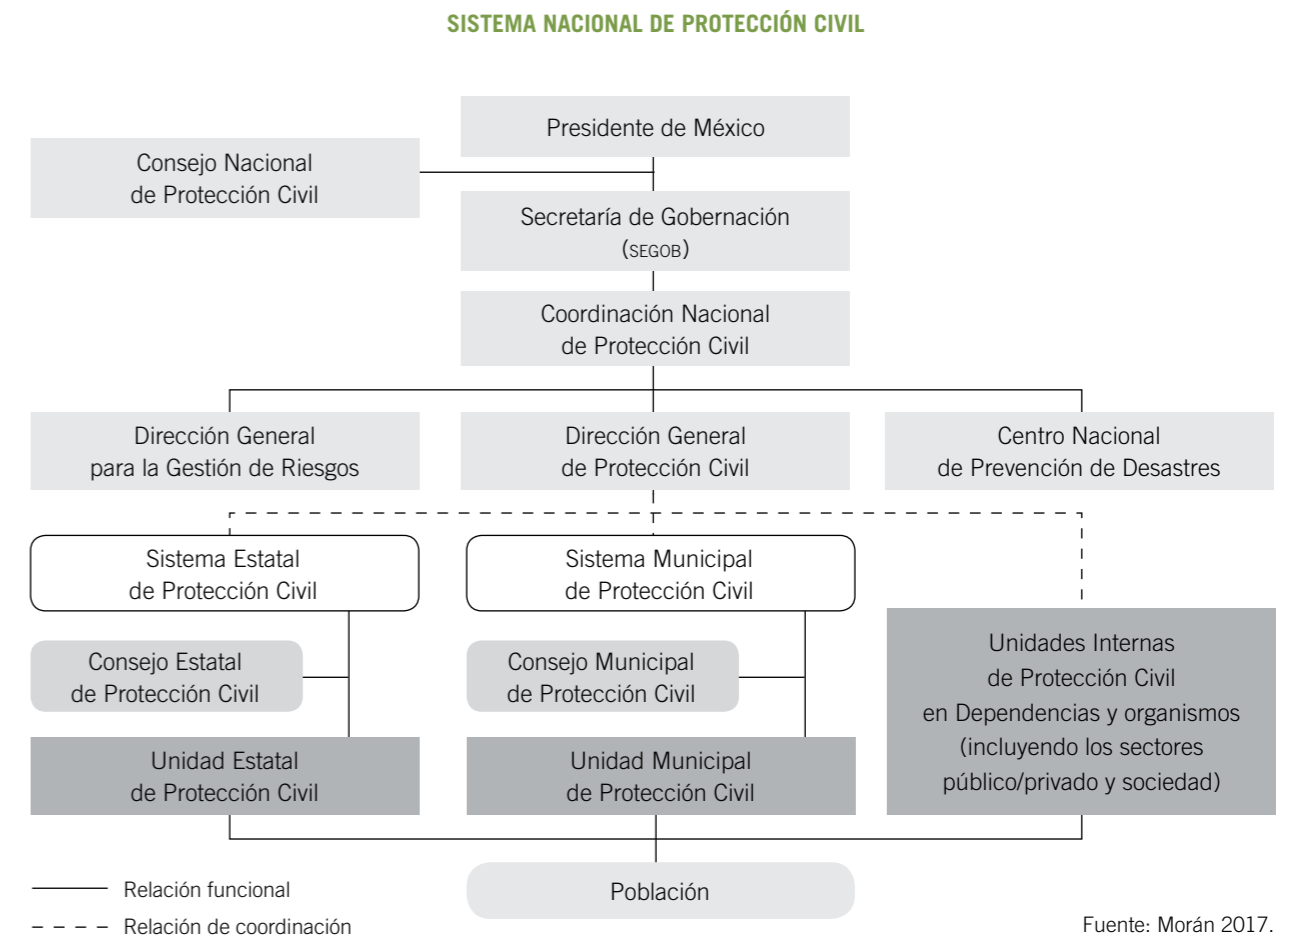 SISTEMA NACIONAL DE PROTECCIÓN CIVIL
Presidente de México
Consejo Nacional
de Protección Civil
Secretaría de Gobernación
(SEGOB)
Coordinación Nacional
de Protección Civil
Dirección General
para la Gestión de Riesgos
Dirección General
de Protección Civil
Centro Nacional
de Prevención de Desastres
Sistema Estatal
de Protección Civil
Sistema Municipal
de Protección Civil
Consejo Estatal
de Protección Civil
Consejo Municipal
de Protección Civil
Unidades Internas
de Protección Civil
en Dependencias y organismos
(incluyendo los sectores
público/privado y sociedad)
Unidad Estatal
de Protección Civil
Unidad Municipal
de Protección Civil
Población
Relación funcional
Relación de coordinación
Fuente: Morán 2017.